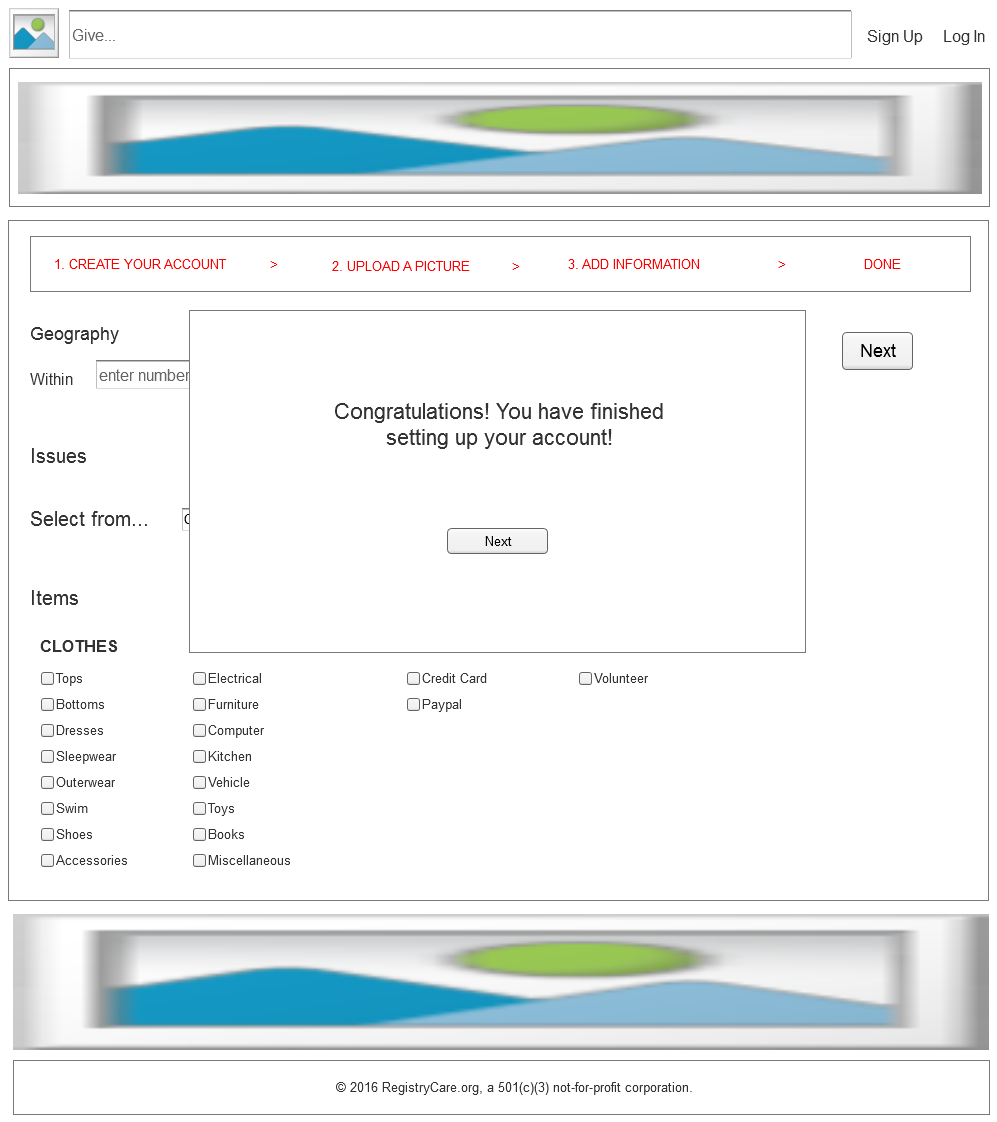 Give...
Sign Up
Log In
1. CREATE YOUR ACCOUNT > 2. UPLOAD A PICTURE > 3. ADD INFORMATION > DONE
Geography
Next
Within
enter number
Congratulations! You have finished
setting up your account!
Issues
Select from...
Next
Items
CLOTHES
Tops Electrical Credit Card Volunteer
Bottoms Furniture Paypal
Dresses Computer
Sleepwear Kitchen
Outerwear Vehicle
Swim Toys
Shoes Books
Accessories Miscellaneous
© 2016 RegistryCare.org, a 501(c)(3) not-for-profit corporation.